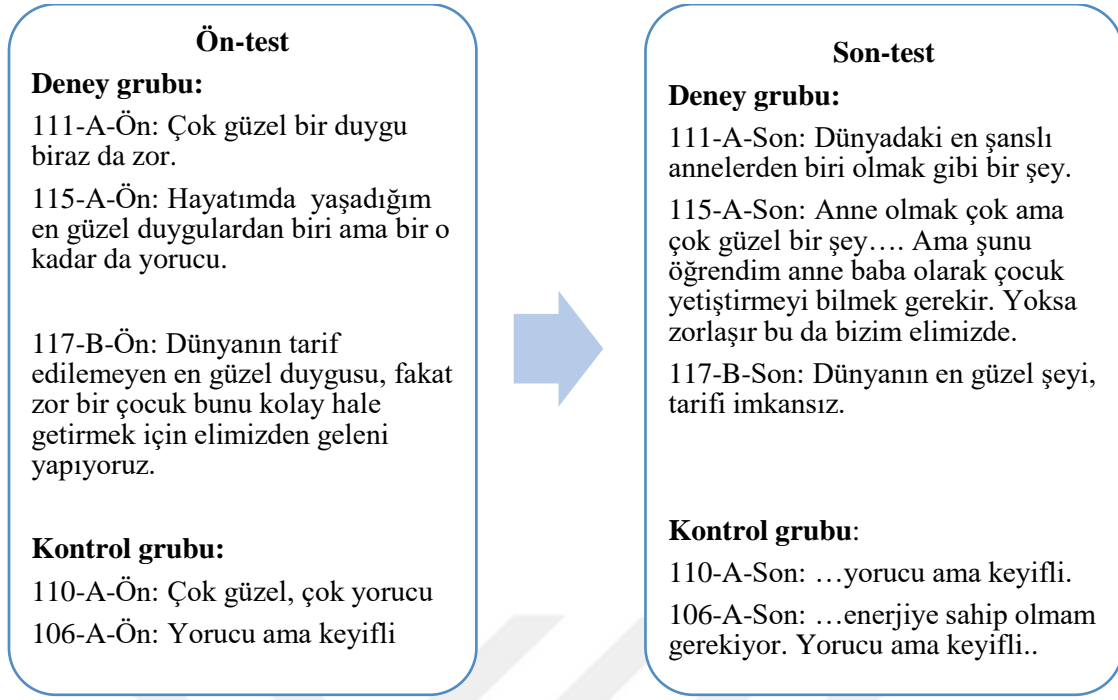 Ön-test
Deney grubu:
111-A-Ön: Çok güzel bir duygu
biraz da zor.
115-A-Ön: Hayatımda yaşadığım
en güzel duygulardan biri ama bir o
kadar da yorucu.
117-B-Ön: Dünyanın tarif
edilemeyen en güzel duygusu, fakat
zor bir çocuk bunu kolay hale
getirmek için elimizden geleni
yapıyoruz.
Kontrol grubu:
110-A-Ön: Çok güzel, çok yorucu
106-A-Ön: Yorucu ama keyifli
Son-test
Deney grubu:
111-A-Son: Dünyadaki en şanslı
annelerden biri olmak gibi bir şey.
115-A-Son: Anne olmak çok ama
çok güzel bir şey…. Ama şunu
öğrendim anne baba olarak çocuk
yetiştirmeyi bilmek gerekir. Yoksa
zorlaşır bu da bizim elimizde.
117-B-Son: Dünyanın en güzel şeyi,
tarifi imkansız.
Kontrol grubu:
110-A-Son: …yorucu ama keyifli.
106-A-Son: …enerjiye sahip olmam
gerekiyor. Yorucu ama keyifli..